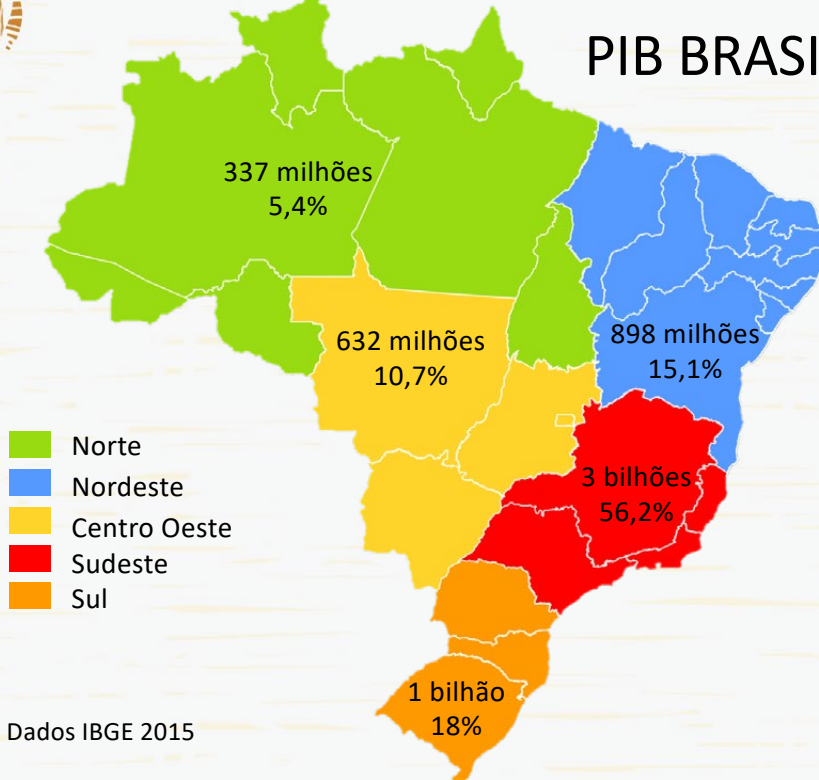 PIB BRASI
337 milhões
5,4%
632 milhões
10,7%
898 milhões
15,1%
3 bilhões
56,2%
1 bilhão
18%
Norte
Nordeste
Centro Oeste
Sudeste
Sul
Dados IBGE 2015